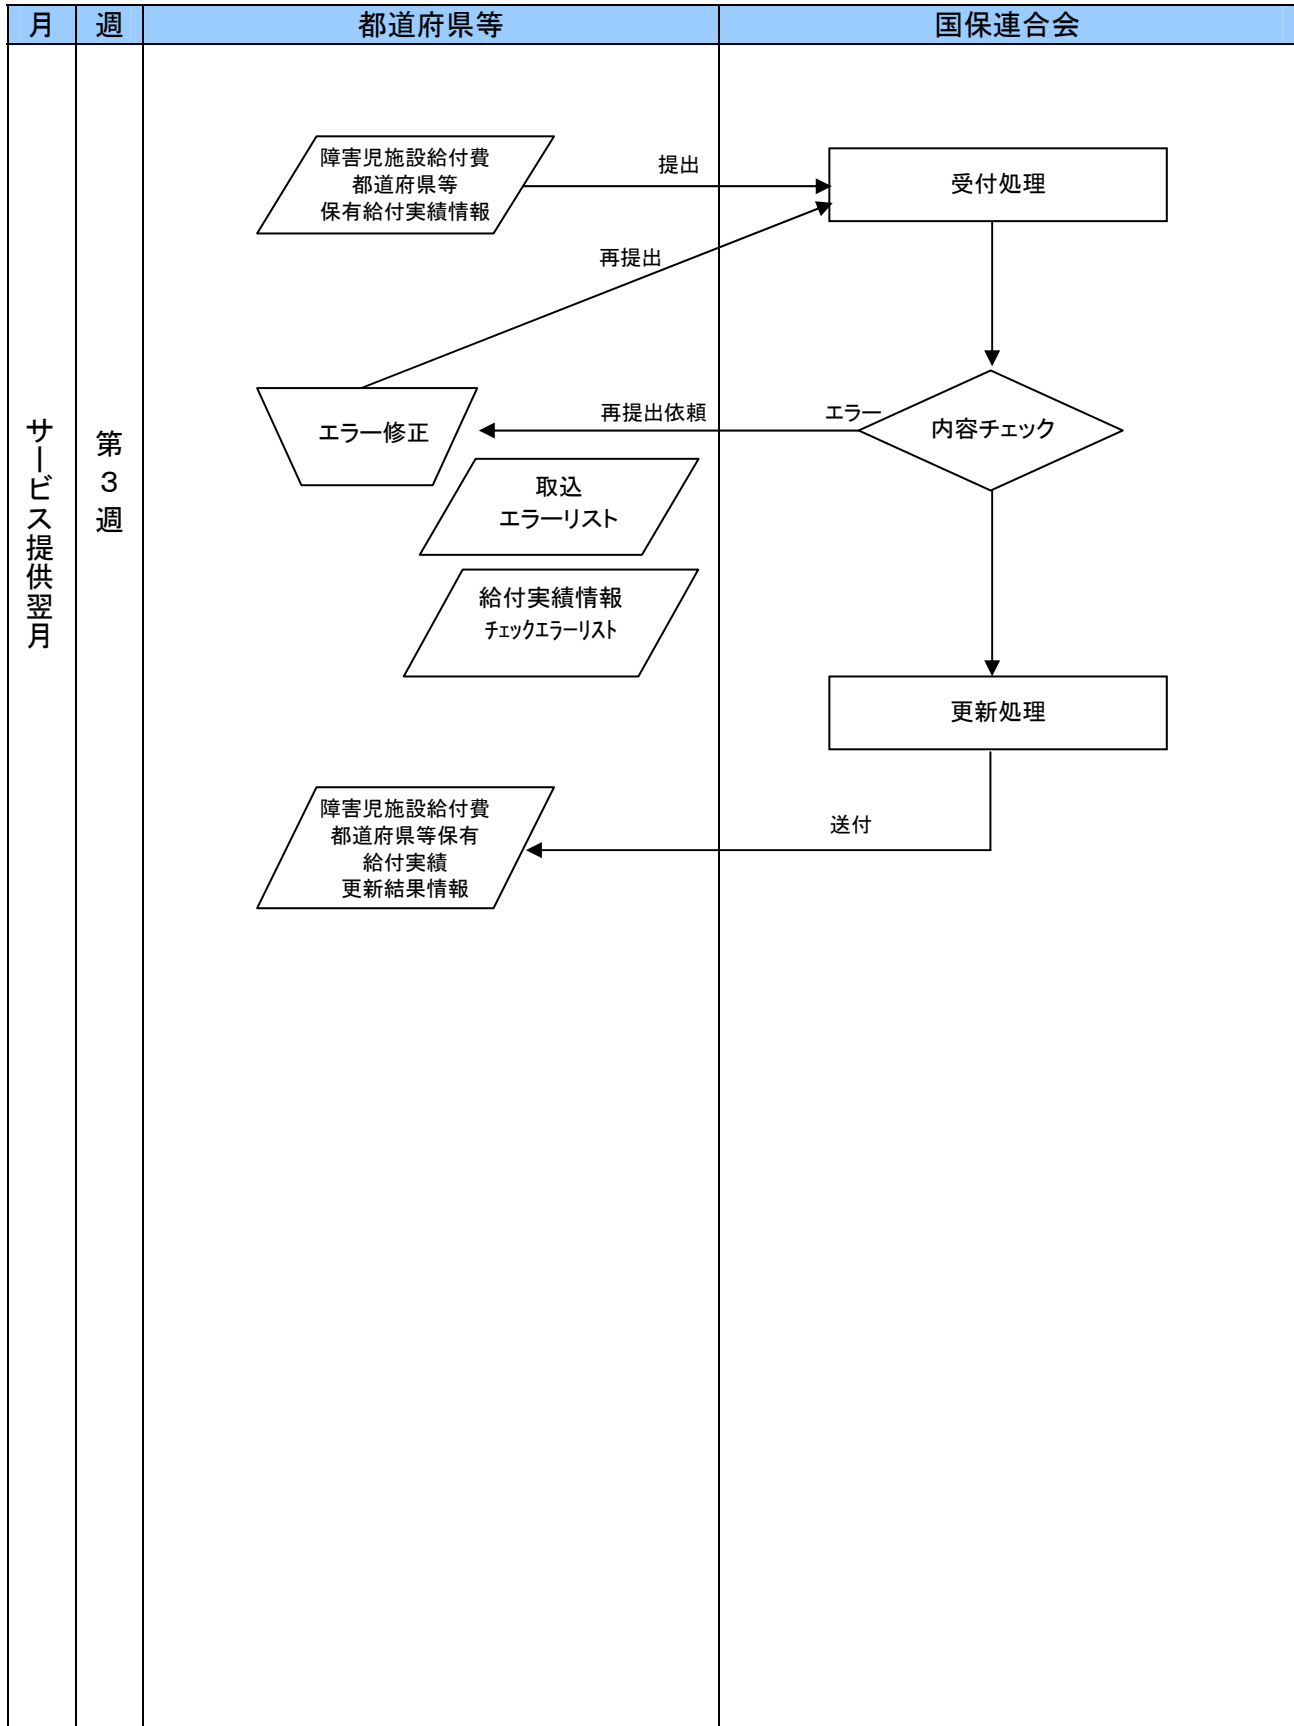 月 週 都道府県等 国保連合会
障害児施設給付費
都道府県等
保有給付実績情報
提出
受付処理
再提出
エラー修正
再提出依頼
エラー
内容チェック
サービス提供翌月
第3週
取込
エラーリスト
給付実績情報
チェックエラーリスト
更新処理
障害児施設給付費
都道府県等保有
給付実績
更新結果情報
送付